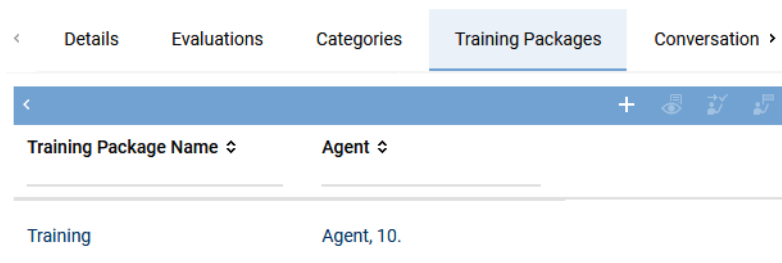 Details Evaluations Categories Training Packages Conversation
Training Package Name Agent
Training Agent, 10.